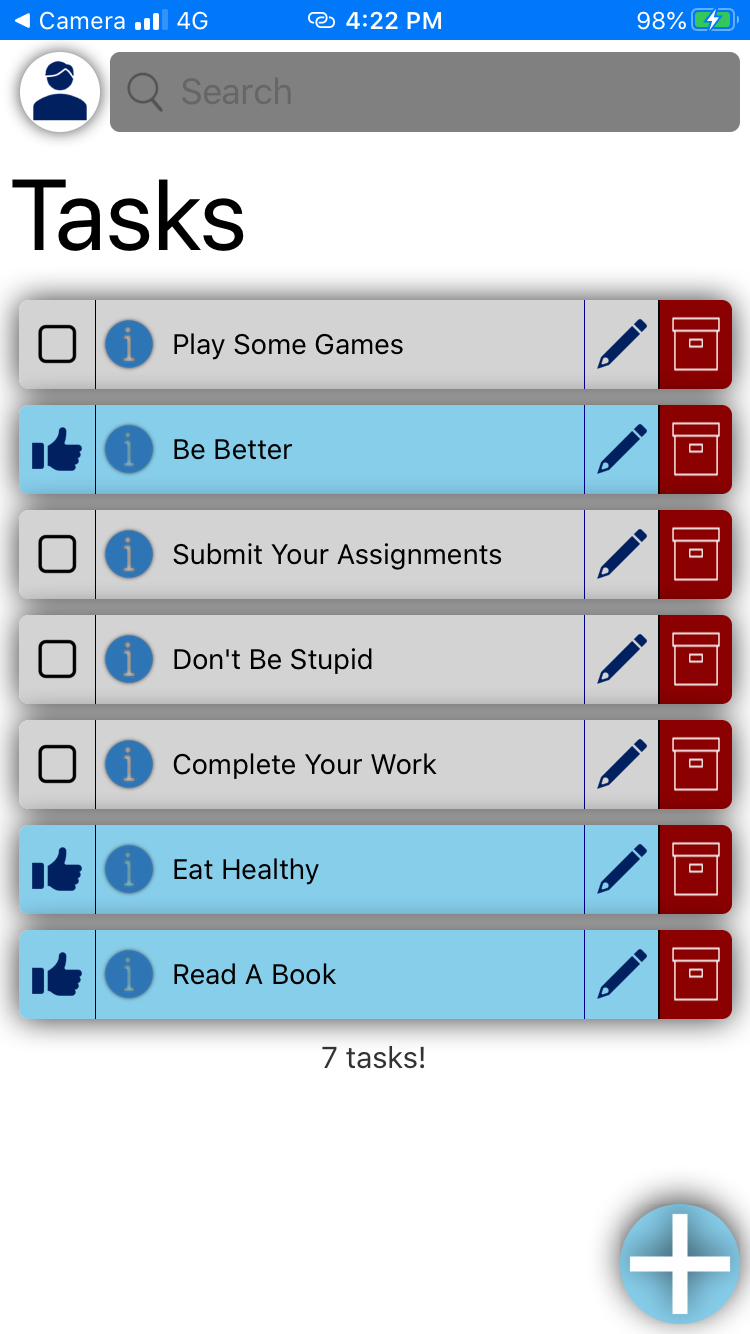 Camera 4G 4:22 PM 98%
Search
Tasks
Play Some Games
Be Better
Submit Your Assignments
Don't Be Stupid
Complete Your Work
Eat Healthy
Read A Book
7 tasks!